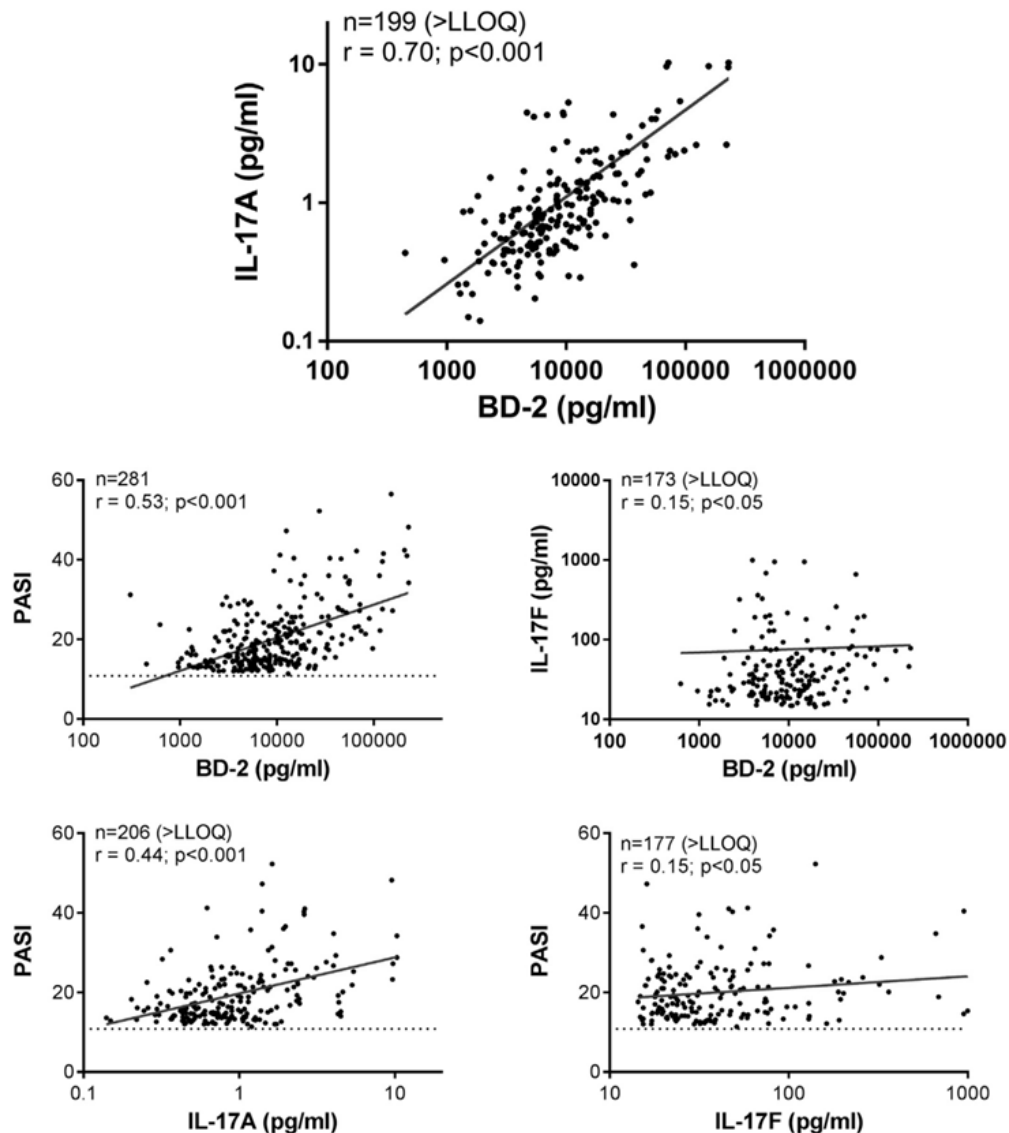 n=199 (>LLOQ)
r = 0.70; p<0.001
IL-17A (pg/ml)
10
1
0.1
100 1000 10000 100000 1000000
BD-2 (pg/ml)
n=281
r = 0.53; p<0.001
PASI
60
40
20
0
100 1000 10000 100000
BD-2 (pg/ml)
n=173 (>LLOQ)
r = 0.15; p<0.05
IL-17F (pg/ml)
10000
1000
100
10
100 1000 10000 100000 1000000
BD-2 (pg/ml)
n=206 (>LLOQ)
r = 0.44; p<0.001
PASI
60
40
20
0
0.1 1 10
IL-17A (pg/ml)
n=177 (>LLOQ)
r = 0.15; p<0.05
PASI
60
40
20
0
10 100 1000
IL-17F (pg/ml)